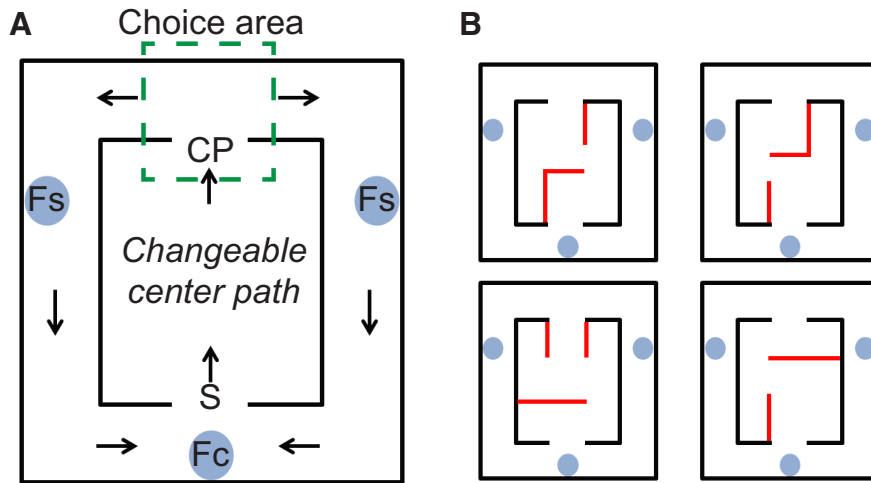 A
Choice area
B
CP
Fs
Fs
Changeable
center path
S
Fc